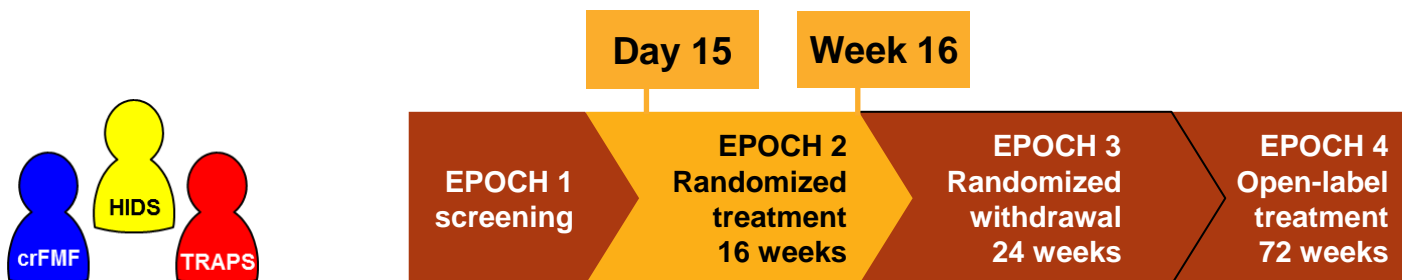 Day 15
Week 16
HIDS
crFMF
TRAPS
EPOCH 1
screening
EPOCH 2
Randomized
treatment
16 weeks
EPOCH 3
Randomized
withdrawal
24 weeks
EPOCH 4
Open-label
treatment
72 weeks